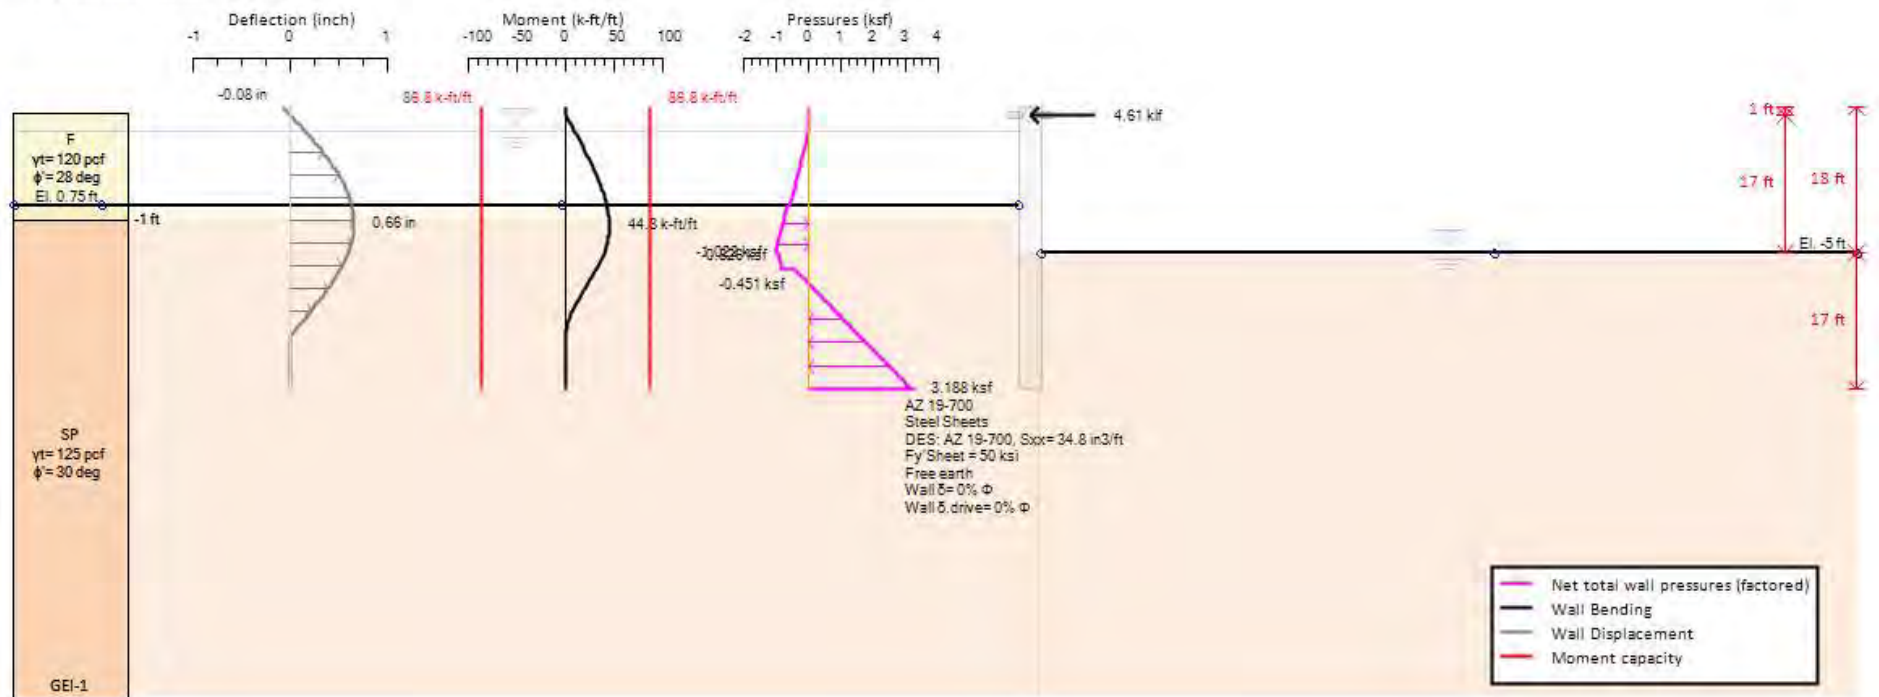 Deflection (inch)
-1 0 1
Moment (k-ft/ft)
-100 -50 0 50 100
Pressures (ksf)
-2 -1 0 1 2 3 4
-0.08 in
86.8 k-ft/ft
86.8 k-ft/ft
4.61 klf
1 ft
F
γt= 120 pcf
ϕ'= 28 deg
El. 0.75 ft
-1 ft
0.66 in
44.8 k-ft/ft
17 ft
18 ft
El. -5 ft
-0.451 ksf
17 ft
3.188 ksf
AZ 19-700
Steel Sheets
DES: AZ 19-700, Sxx= 34.8 in3/ft
Fy'Sheet = 50 ksi
Free earth
Wall δ= 0% Φ
Wall δ.drive= 0% Φ
SP
γt= 125 pcf
ϕ'= 30 deg
GEI-1
Net total wall pressures (factored)
Wall Bending
Wall Displacement
Moment capacity